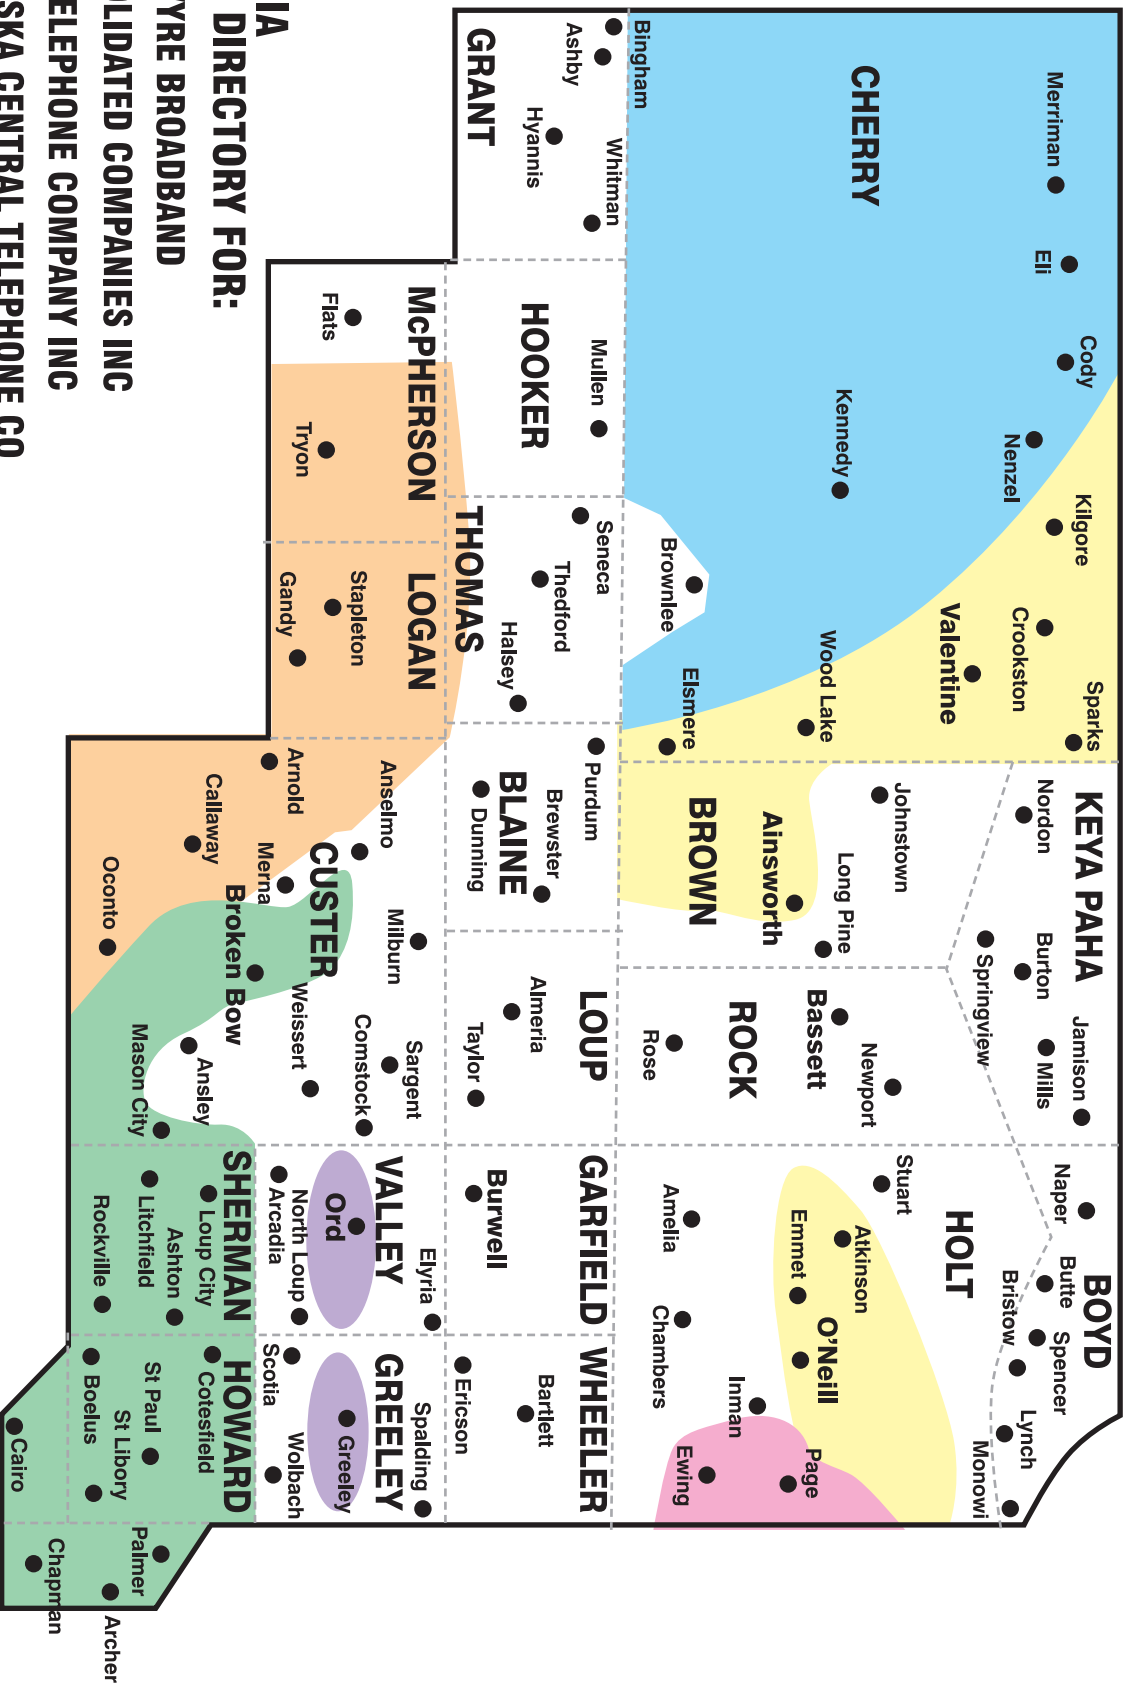 CHERRY
Merriman
Eli
Cody
Nenzel
Kilgore
Crookston
Sparks
Valentine
Kennedy
Wood Lake
Brownlee
Elsmere
KEYA PAHA
Nordon
Burton
Jamison
Mills
Springview
BOYD
Naper
Butte
Spencer
Bristow
Lynch
Monowi
BROWN
Johnstown
Long Pine
Ainsworth
ROCK
Bassett
Newport
Rose
HOLT
Stuart
Atkinson
Emmet
O'Neill
Amelia
Chambers
Inman
Page
Ewing
GRANT
Bingham
Ashby
Hyannis
Whitman
HOOKER
Mullen
THOMAS
Seneca
Thedford
Halsey
BLAINE
Purdum
Brewster
Dunning
LOUP
Almeria
Taylor
GARFIELD
Burwell
WHEELER
Bartlett
Ericson
McPHERSON
Flats
Tryon
LOGAN
Stapleton
Gandy
CUSTER
Anselmo
Arnold
Callaway
Merna
Oconto
Milburn
Broken Bow
Weissert
Sargent
Comstock
Ansley
Mason City
VALLEY
Elyria
Ord
North Loup
Arcadia
GREELEY
Spalding
Greeley
Scotia
Wolbach
SHERMAN
Loup City
Litchfield
Ashton
Rockville
HOWARD
Cotesfield
St Paul
St Libory
Boelus
Cairo
Palmer
Archer
Chapman
IA
DIRECTORY FOR:
TYRE BROADBAND
OLIDATED COMPANIES INC
ELEPHONE COMPANY INC
SKA CENTRAL TELEPHONE CO